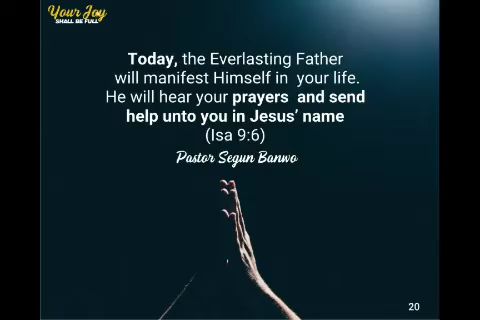 Your Joy
SHALL BE FULL
Today, the Everlasting Father
will manifest Himself in your life.
He will hear your prayers and send
help unto you in Jesus’ name
(Isa 9:6)
Pastor Segun Banwo
20